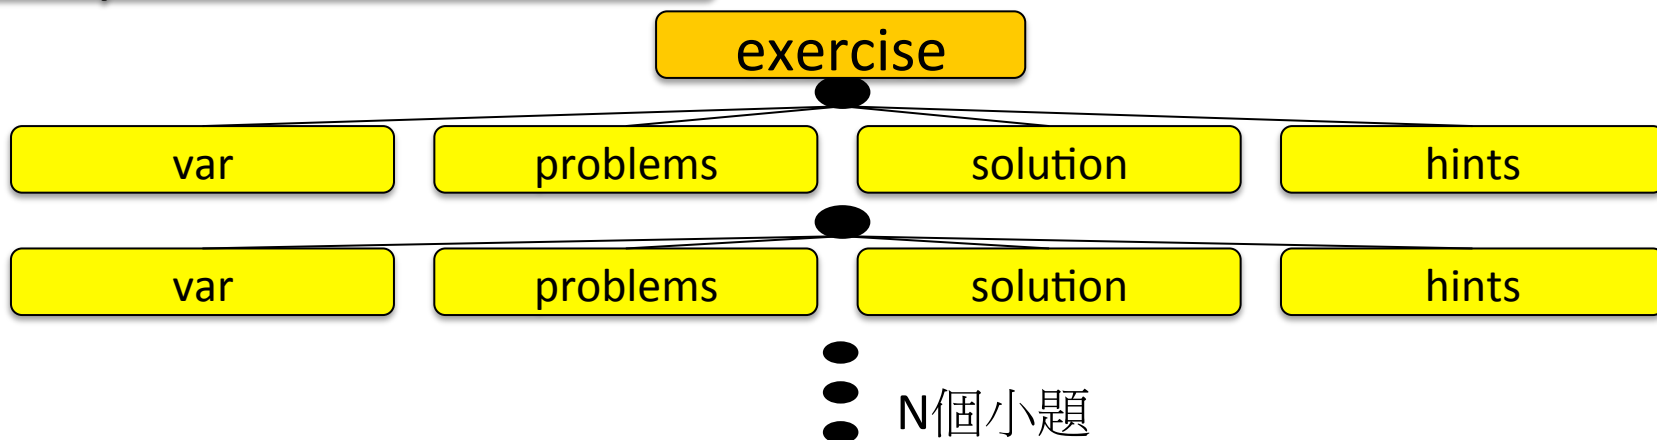 exercise
var problems solution hints
var problems solution hints
N個小題